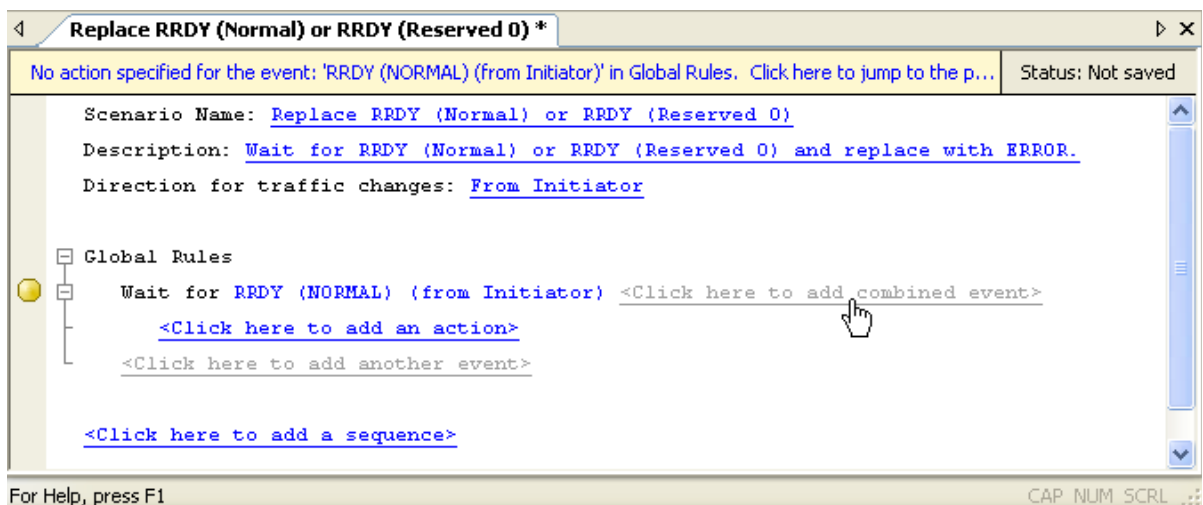 Replace RRDY (Normal) or RRDY (Reserved 0) *
No action specified for the event: 'RRDY (NORMAL) (from Initiator)' in Global Rules. Click here to jump to the p... Status: Not saved
Scenario Name: Replace RRDY (Normal) or RRDY (Reserved 0)
Description: Wait for RRDY (Normal) or RRDY (Reserved 0) and replace with ERROR.
Direction for traffic changes: From Initiator
Global Rules
Wait for RRDY (NORMAL) (from Initiator) <Click here to add combined event>
<Click here to add an action>
<Click here to add another event>
<Click here to add a sequence>
For Help, press F1 CAP NUM SCRL